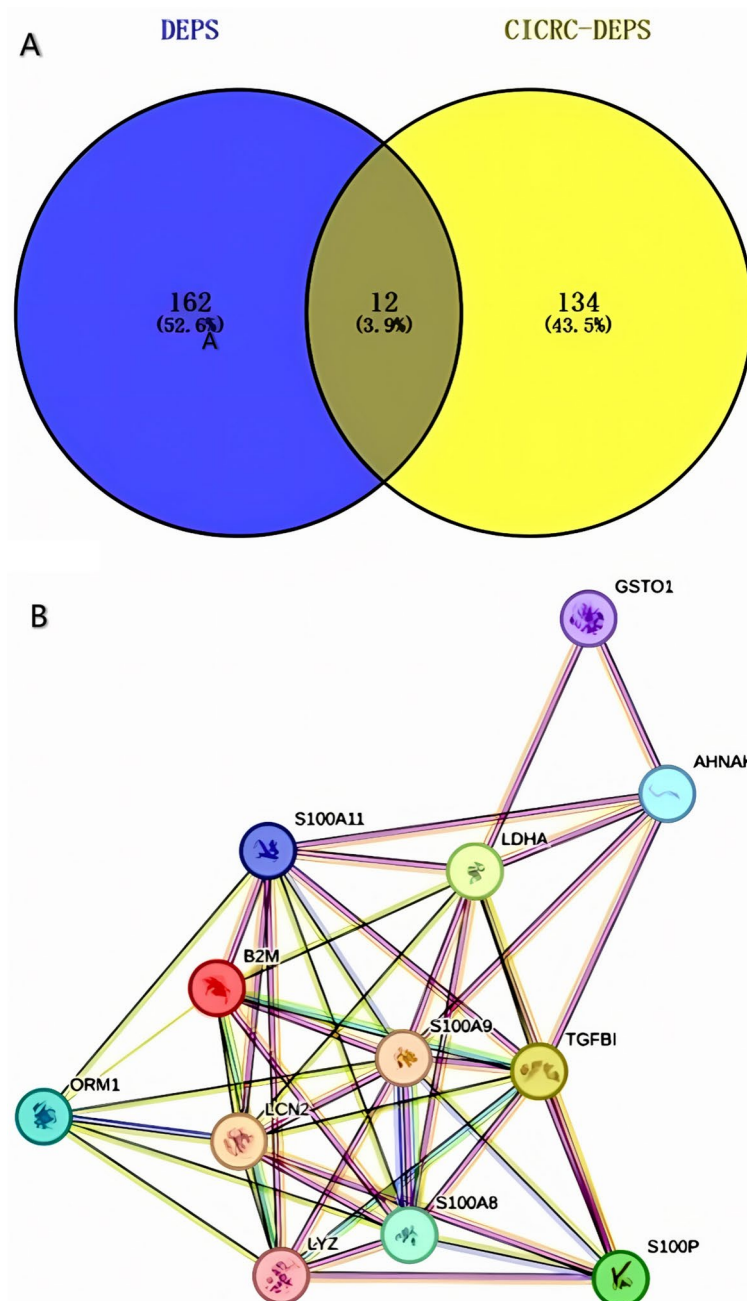 A
DEPS
CICRC-DEPS
162
(52.6%)
A
12
(3.9%)
134
(43.5%)
B
GSTO1
AHNAK
S100A11
LDHA
B2M
S100A9
TGFBI
ORM1
LCN2
S100A8
LYZ
S100P